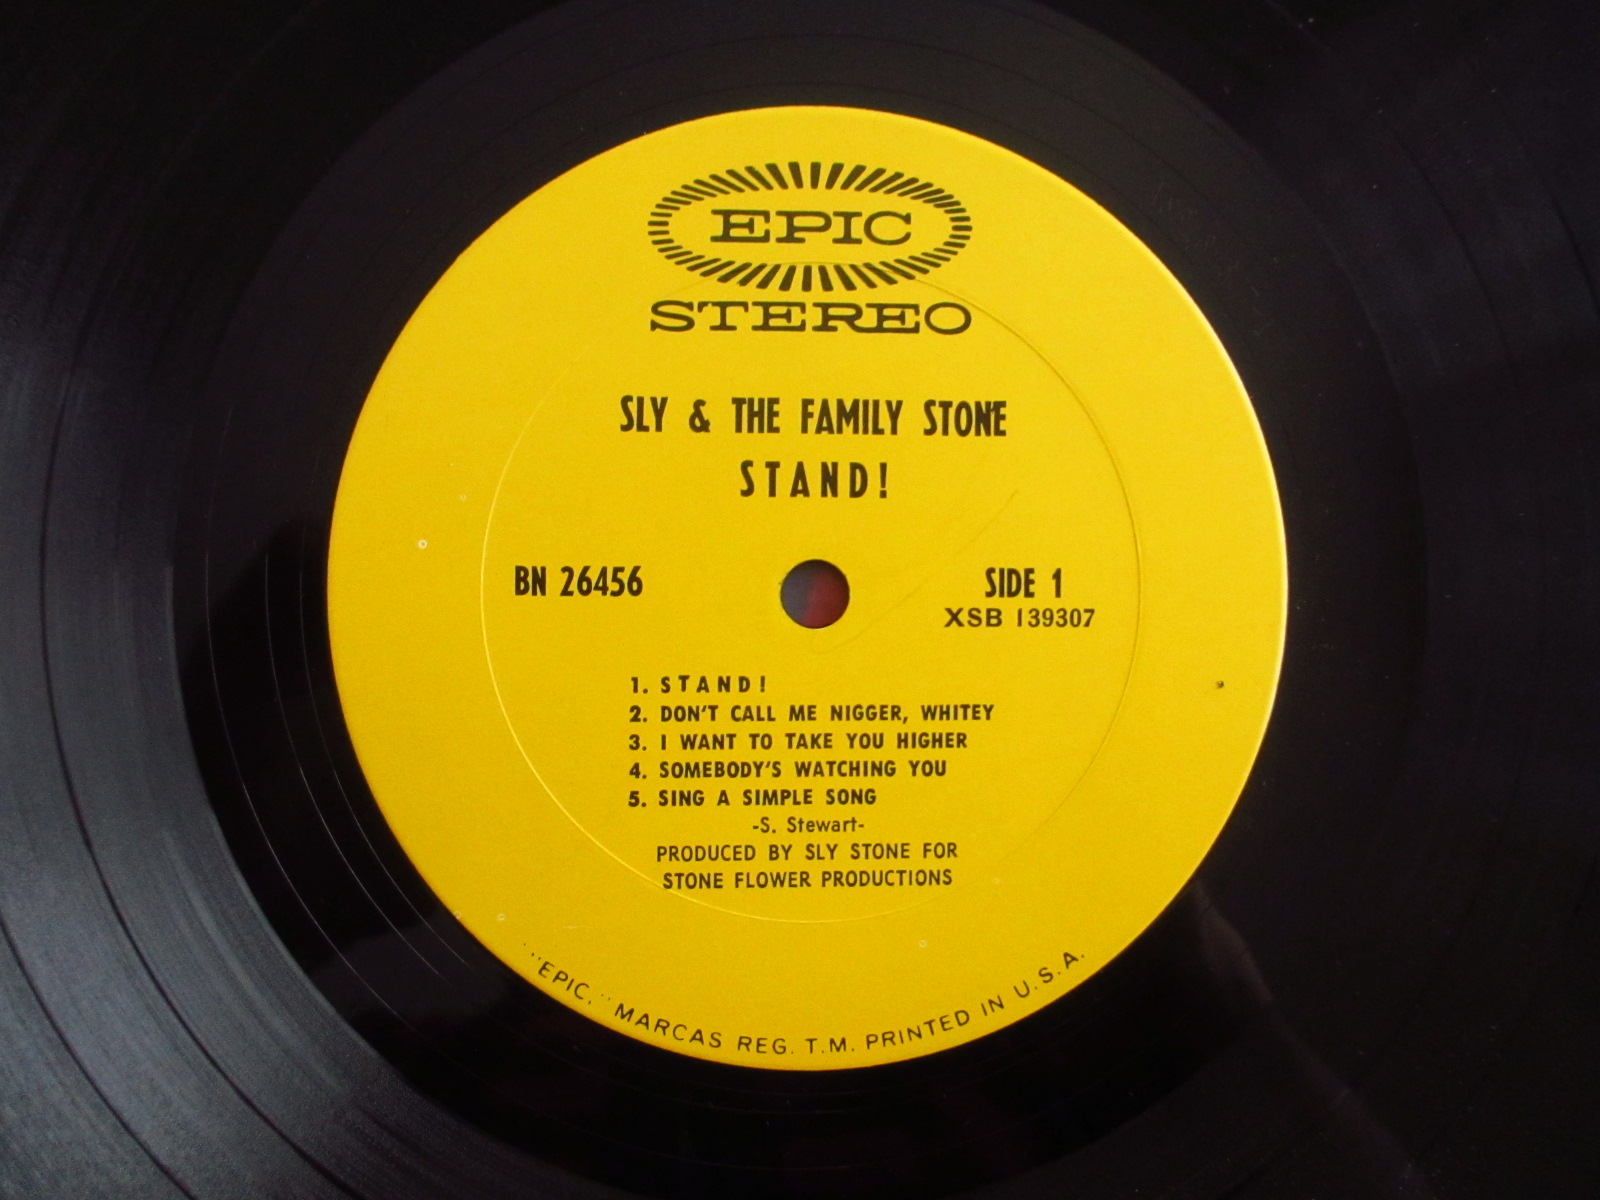 EPIC
STEREO
SLY & THE FAMILY STONE
STAND!
BN 26456
SIDE 1
XSB 139307
1. STAND!
2. DON'T CALL ME NIGGER, WHITEY
3. I WANT TO TAKE YOU HIGHER
4. SOMEBODY'S WATCHING YOU
5. SING A SIMPLE SONG
-S. Stewart-
PRODUCED BY SLY STONE FOR
STONE FLOWER PRODUCTIONS
"EPIC," MARCAS REG. T.M. PRINTED IN U.S.A.